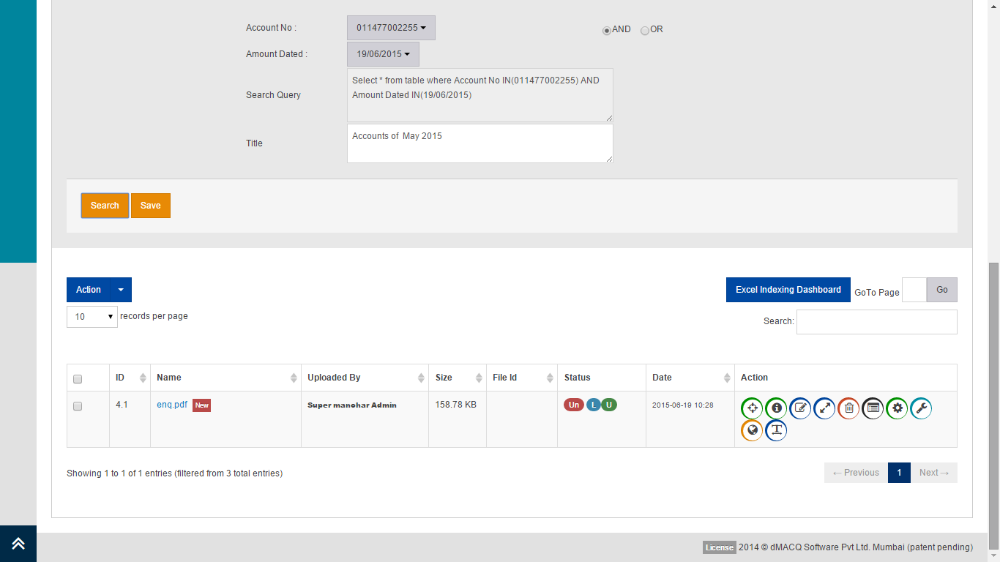 Account No :
011477002255
AND
OR
Amount Dated :
19/06/2015
Search Query
Select * from table where Account No IN(011477002255) AND
Amount Dated IN(19/06/2015)
Title
Accounts of  May 2015
Search
Save
Action
Excel Indexing Dashboard
GoTo Page
Go
10
records per page
Search:
ID
Name
Uploaded By
Size
File Id
Status
Date
Action
4.1
enq.pdf
New
Super manohar Admin
158.78 KB
Un
L
U
2015-06-19 10:28
Showing 1 to 1 of 1 entries (filtered from 3 total entries)
← Previous
1
Next →
License 2014 © dMACQ Software Pvt Ltd. Mumbai (patent pending)